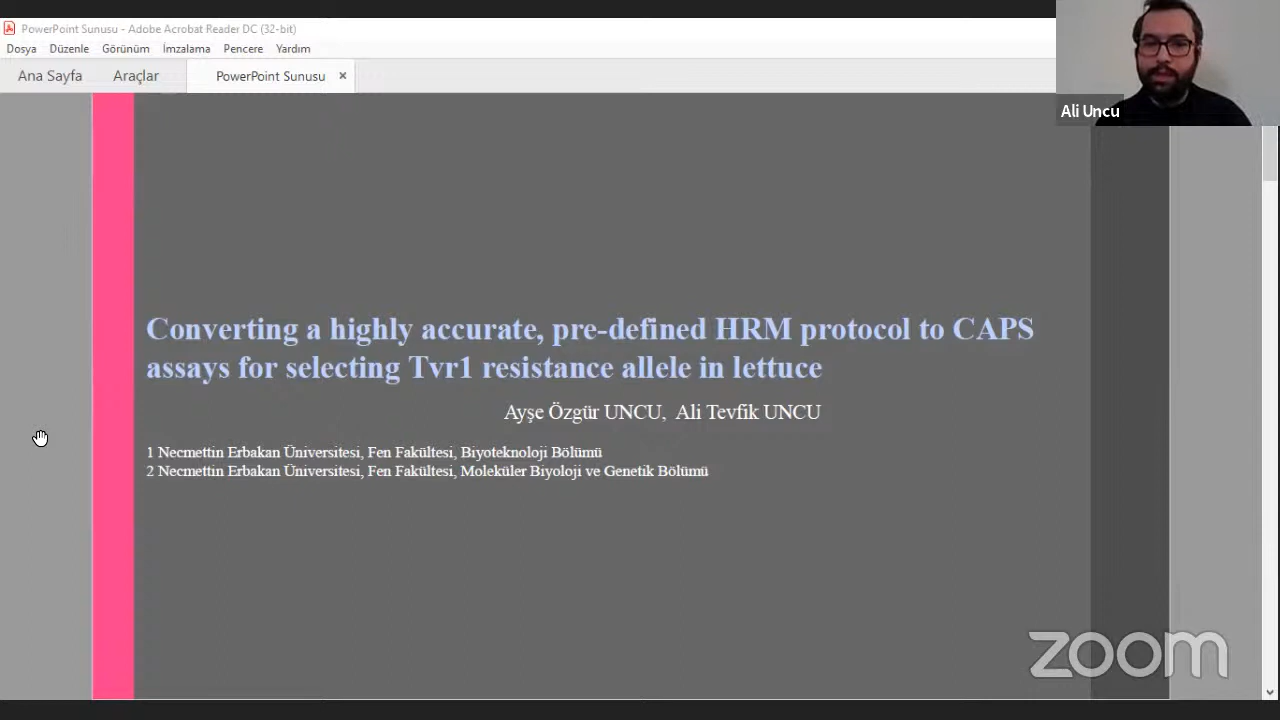 PowerPoint Sunusu - Adobe Acrobat Reader DC (32-bit)
Dosya Düzenle Görünüm İmzalama Pencere Yardım
Ana Sayfa Araçlar PowerPoint Sunusu ×
Ali Uncu
Converting a highly accurate, pre-defined HRM protocol to CAPS
assays for selecting Tvr1 resistance allele in lettuce
Ayşe Özgür UNCU, Ali Tevfik UNCU
1 Necmettin Erbakan Üniversitesi, Fen Fakültesi, Biyoteknoloji Bölümü
2 Necmettin Erbakan Üniversitesi, Fen Fakültesi, Moleküler Biyoloji ve Genetik Bölümü
zoom